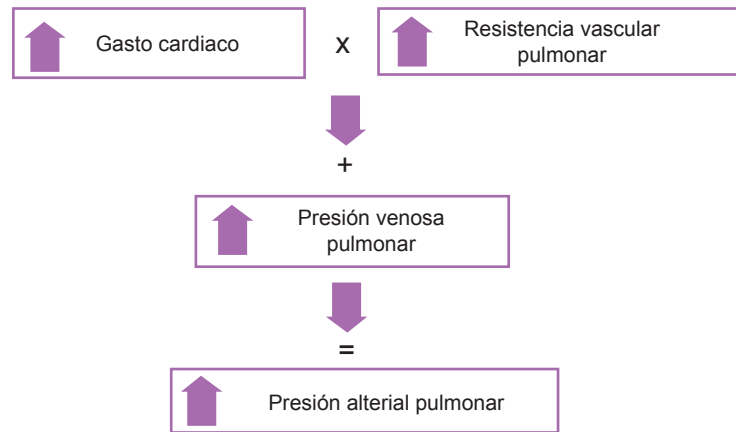 Gasto cardiaco
x
Resistencia vascular
pulmonar
+
Presión venosa
pulmonar
=
Presión alterial pulmonar